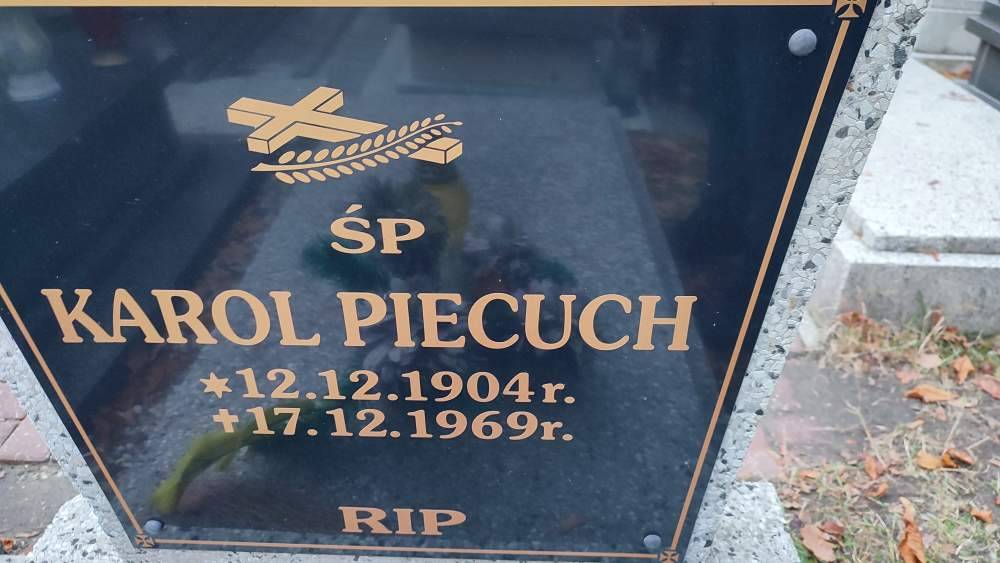 ŚP
KAROL PIECUCH
✶12.12.1904r.
✝17.12.1969r.
RIP